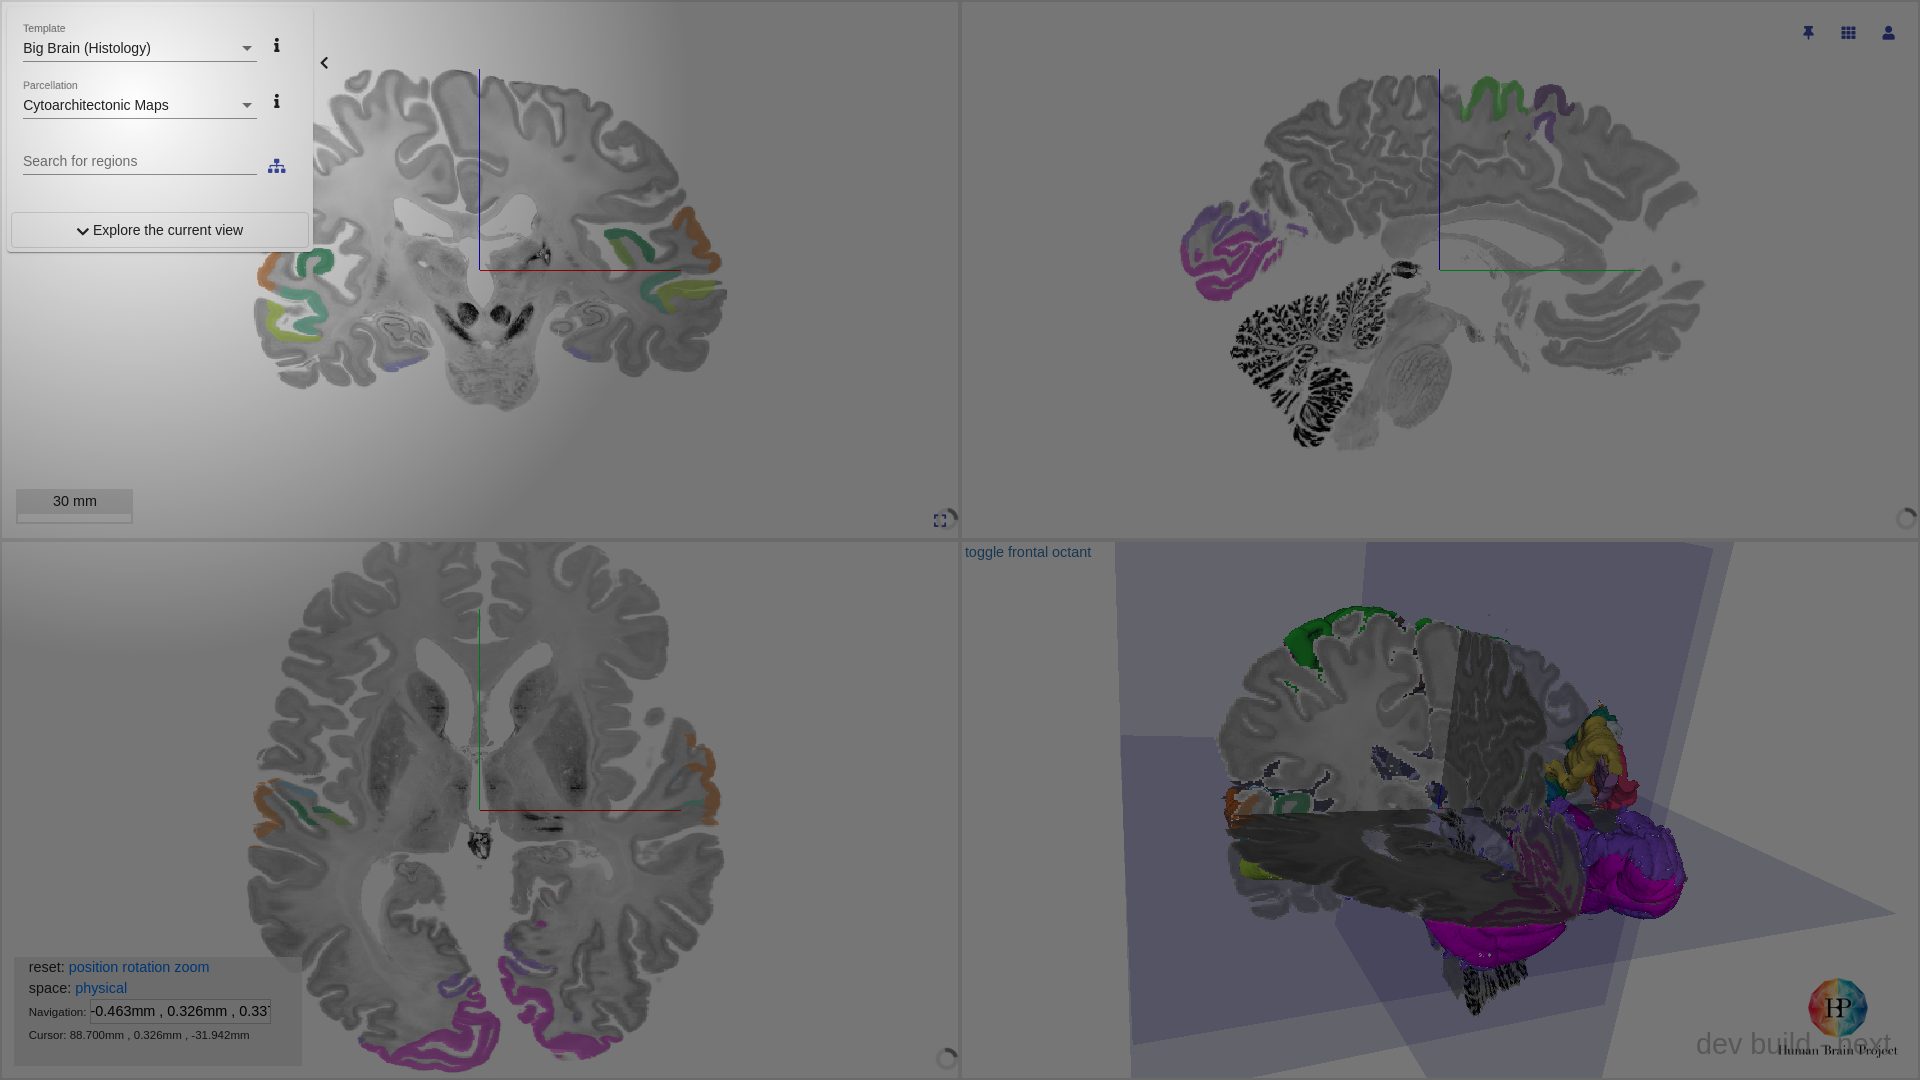 Template
Big Brain (Histology)
Parcellation
Cytoarchitectonic Maps
Search for regions
Explore the current view
30 mm
toggle frontal octant
reset: position rotation zoom
space: physical
Navigation: -0.463mm , 0.326mm , 0.337
Cursor: 88.700mm , 0.326mm , -31.942mm
HP
dev build - next
Human Brain Project